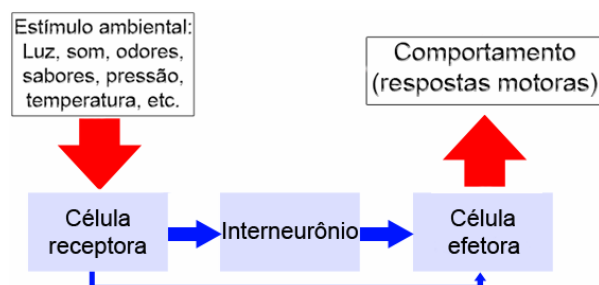 Estímulo ambiental:
Luz, som, odores,
sabores, pressão,
temperatura, etc.
Comportamento
(respostas motoras)
Célula
receptora
Interneurônio
Célula
efetora